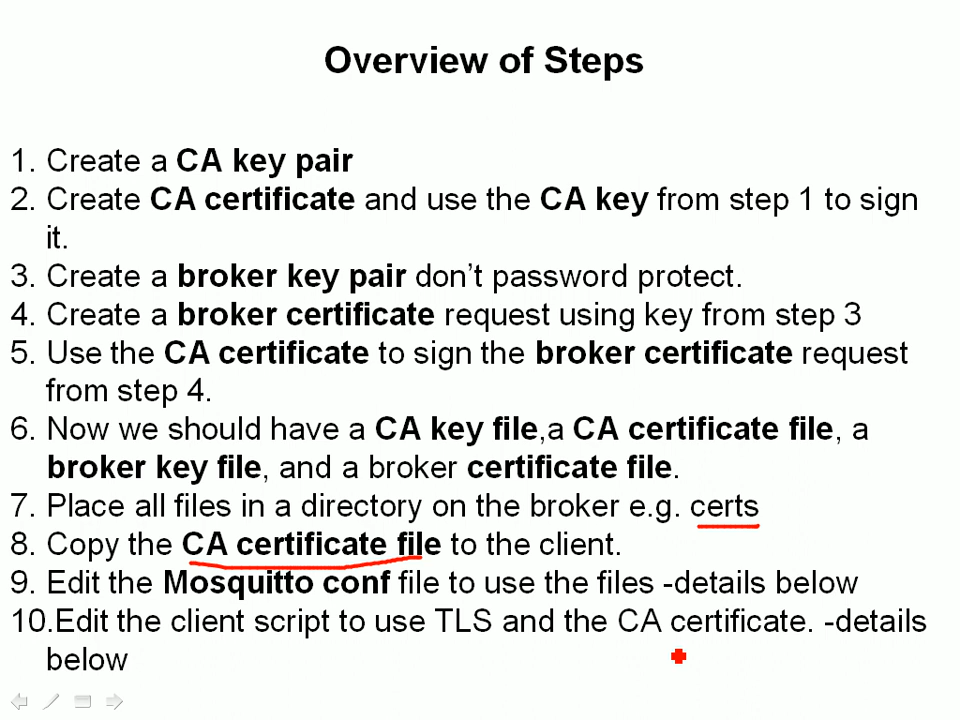 Overview of Steps
1. Create a CA key pair
2. Create CA certificate and use the CA key from step 1 to sign
it.
3. Create a broker key pair don't password protect.
4. Create a broker certificate request using key from step 3
5. Use the CA certificate to sign the broker certificate request
from step 4.
6. Now we should have a CA key file,a CA certificate file, a
broker key file, and a broker certificate file.
7. Place all files in a directory on the broker e.g. certs
8. Copy the CA certificate file to the client.
9. Edit the Mosquitto conf file to use the files -details below
10.Edit the client script to use TLS and the CA certificate. -details
below